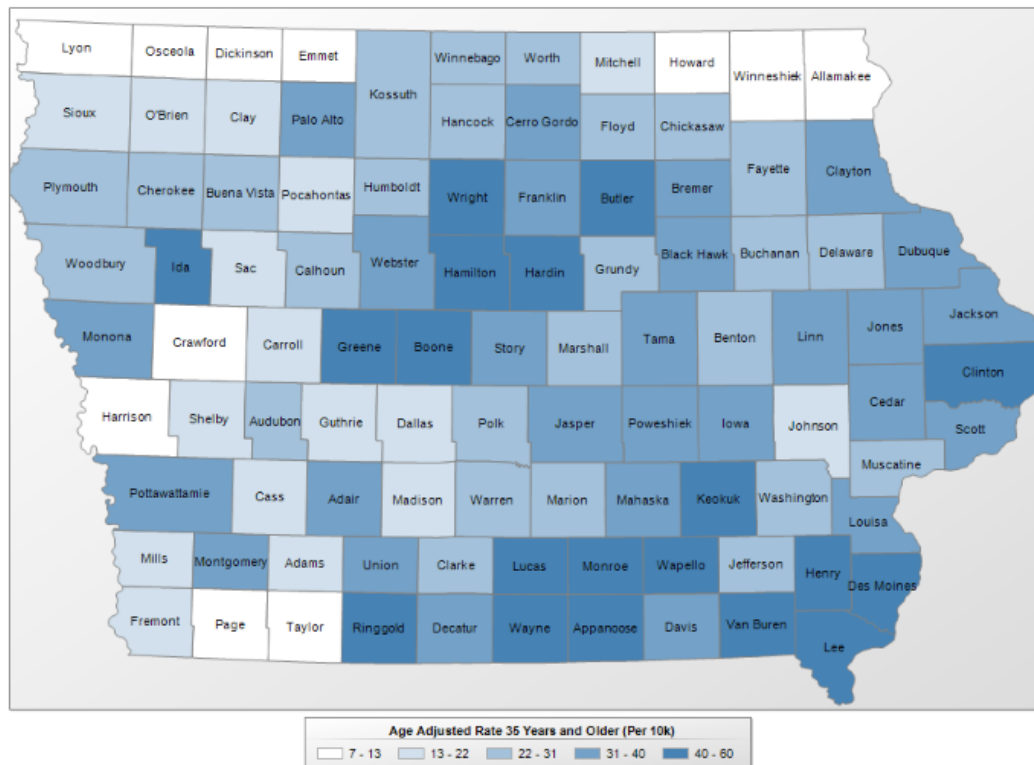 Lyon
Osceola
Dickinson
Emmet
Kossuth
Winnebago
Worth
Mitchell
Howard
Winneshiek
Allamakee
Sioux
O'Brien
Clay
Palo Alto
Hancock
Cerro Gordo
Floyd
Chickasaw
Fayette
Clayton
Plymouth
Cherokee
Buena Vista
Pocahontas
Humboldt
Wright
Franklin
Butler
Bremer
Woodbury
Ida
Sac
Calhoun
Webster
Hamilton
Hardin
Grundy
Black Hawk
Buchanan
Delaware
Dubuque
Monona
Crawford
Carroll
Greene
Boone
Story
Marshall
Tama
Benton
Linn
Jones
Jackson
Clinton
Harrison
Shelby
Audubon
Guthrie
Dallas
Polk
Jasper
Poweshiek
Iowa
Johnson
Cedar
Scott
Muscatine
Pottawattamie
Cass
Adair
Madison
Warren
Marion
Mahaska
Keokuk
Washington
Louisa
Mills
Montgomery
Adams
Union
Clarke
Lucas
Monroe
Wapello
Jefferson
Henry
Des Moines
Fremont
Page
Taylor
Ringgold
Decatur
Wayne
Appanoose
Davis
Van Buren
Lee
Age Adjusted Rate 35 Years and Older (Per 10k)
7 - 13 13 - 22 22 - 31 31 - 40 40 - 60